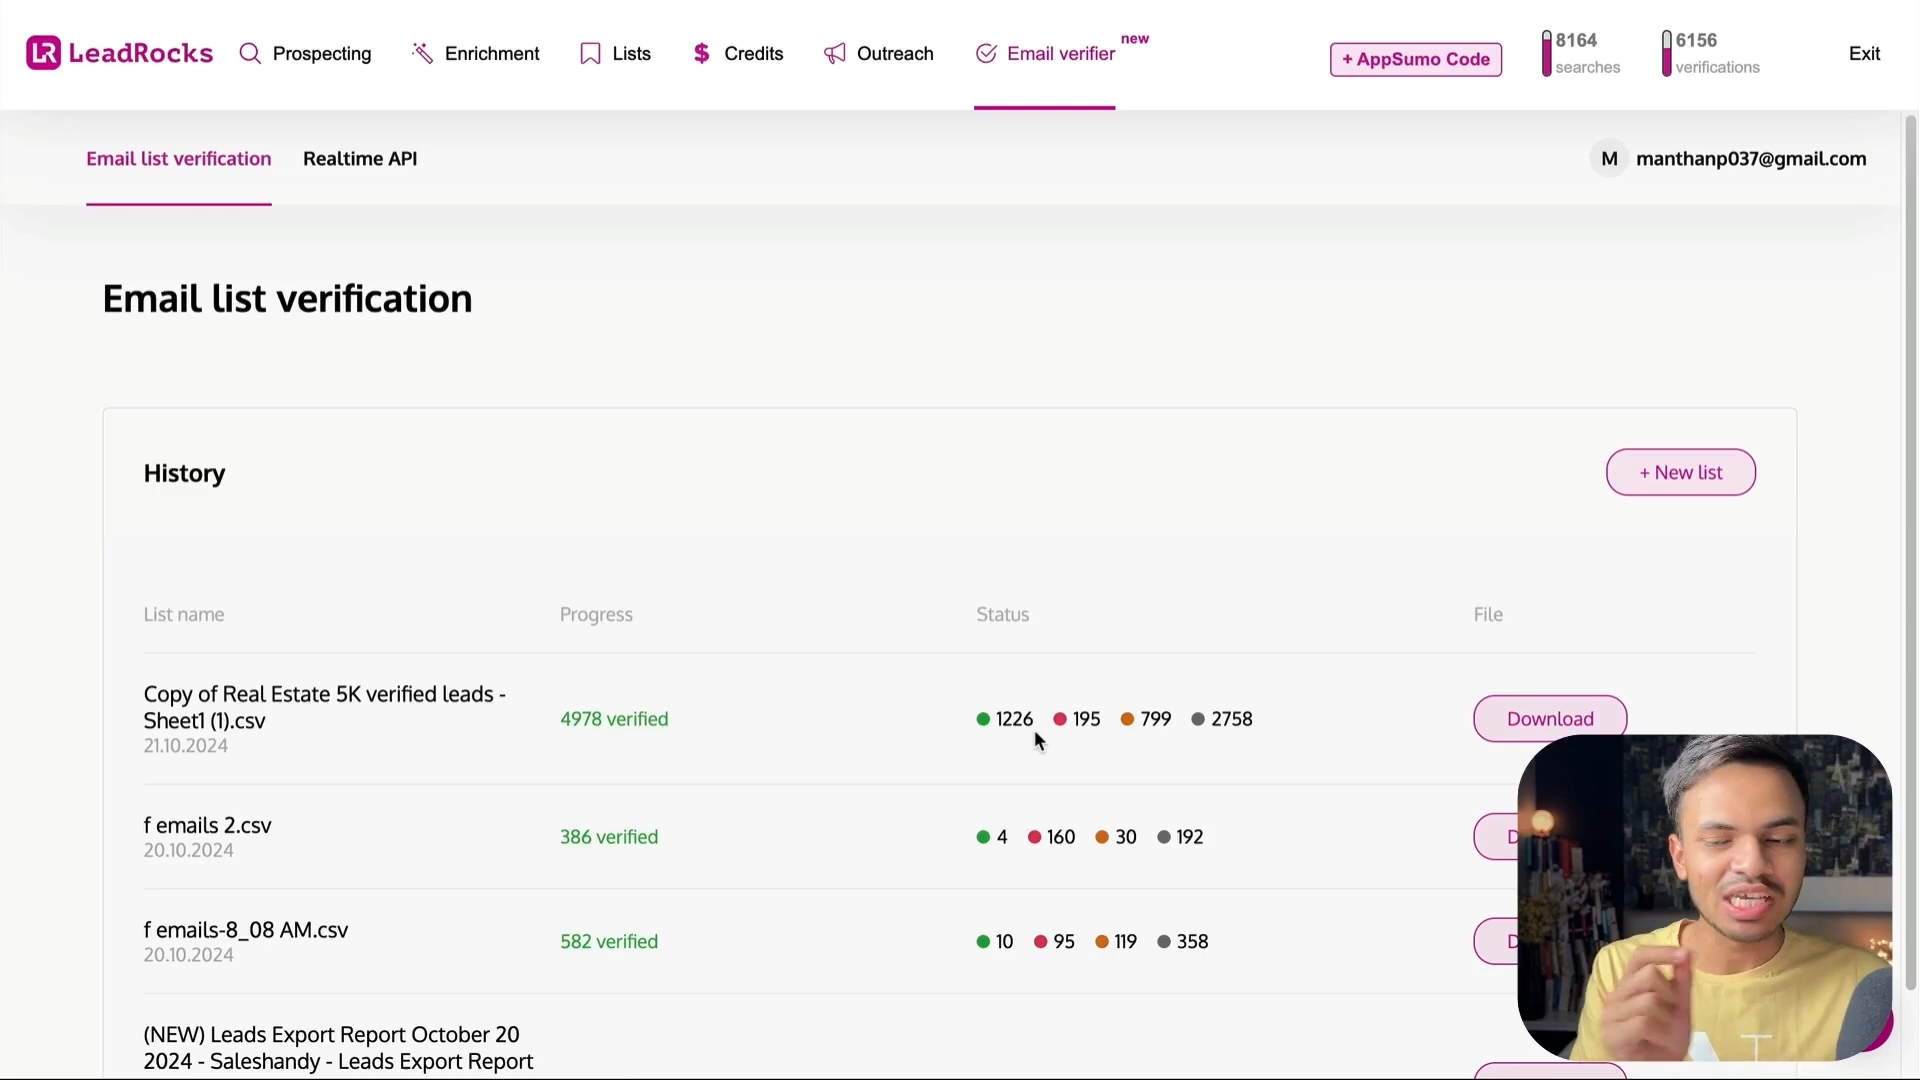 LR LeadRocks
Prospecting
Enrichment
Lists
$ Credits
Outreach
Email verifier
new
+ AppSumo Code
8164
searches
6156
verifications
Exit
Email list verification
Realtime API
M manthanp037@gmail.com
Email list verification
History
+ New list
List name
Progress
Status
File
Copy of Real Estate 5K verified leads -
Sheet1 (1).csv
21.10.2024
4978 verified
1226 195 799 2758
Download
f emails 2.csv
20.10.2024
386 verified
4 160 30 192
D
f emails-8_08 AM.csv
20.10.2024
582 verified
10 95 119 358
D
(NEW) Leads Export Report October 20
2024 - Saleshandy - Leads Export Report